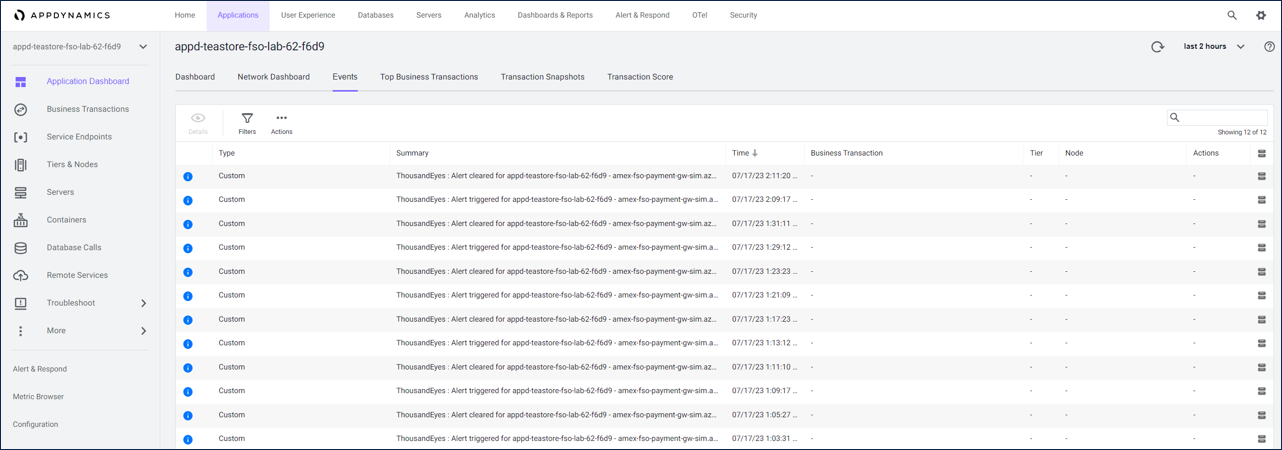 APPDYNAMICS Home Applications User Experience Databases Servers Analytics Dashboards & Reports Alert & Respond OTel Security
appd-teastore-fso-lab-62-f6d9
Application Dashboard
Business Transactions
Service Endpoints
Tiers & Nodes
Servers
Containers
Database Calls
Remote Services
Troubleshoot
More
Alert & Respond
Metric Browser
Configuration
appd-teastore-fso-lab-62-f6d9 last 2 hours
Dashboard Network Dashboard Events Top Business Transactions Transaction Snapshots Transaction Score
Details Filters Actions
Showing 12 of 12
Type Summary Time Business Transaction Tier Node Actions
Custom ThousandEyes : Alert cleared for appd-teastore-fso-lab-62-f6d9 - amex-fso-payment-gw-sim.az... 07/17/23 2:11:20 ... - - - -
Custom ThousandEyes : Alert triggered for appd-teastore-fso-lab-62-f6d9 - amex-fso-payment-gw-sim.a... 07/17/23 2:09:17 ... - - - -
Custom ThousandEyes : Alert cleared for appd-teastore-fso-lab-62-f6d9 - amex-fso-payment-gw-sim.az... 07/17/23 1:31:11 ... - - - -
Custom ThousandEyes : Alert triggered for appd-teastore-fso-lab-62-f6d9 - amex-fso-payment-gw-sim.a... 07/17/23 1:29:12 ... - - - -
Custom ThousandEyes : Alert cleared for appd-teastore-fso-lab-62-f6d9 - amex-fso-payment-gw-sim.az... 07/17/23 1:23:23 ... - - - -
Custom ThousandEyes : Alert triggered for appd-teastore-fso-lab-62-f6d9 - amex-fso-payment-gw-sim.a... 07/17/23 1:21:09 ... - - - -
Custom ThousandEyes : Alert cleared for appd-teastore-fso-lab-62-f6d9 - amex-fso-payment-gw-sim.az... 07/17/23 1:17:23 ... - - - -
Custom ThousandEyes : Alert triggered for appd-teastore-fso-lab-62-f6d9 - amex-fso-payment-gw-sim.a... 07/17/23 1:13:12 ... - - - -
Custom ThousandEyes : Alert cleared for appd-teastore-fso-lab-62-f6d9 - amex-fso-payment-gw-sim.az... 07/17/23 1:11:10 ... - - - -
Custom ThousandEyes : Alert triggered for appd-teastore-fso-lab-62-f6d9 - amex-fso-payment-gw-sim.a... 07/17/23 1:09:17 ... - - - -
Custom ThousandEyes : Alert cleared for appd-teastore-fso-lab-62-f6d9 - amex-fso-payment-gw-sim.az... 07/17/23 1:05:27 ... - - - -
Custom ThousandEyes : Alert triggered for appd-teastore-fso-lab-62-f6d9 - amex-fso-payment-gw-sim.a... 07/17/23 1:03:31 ... - - - -